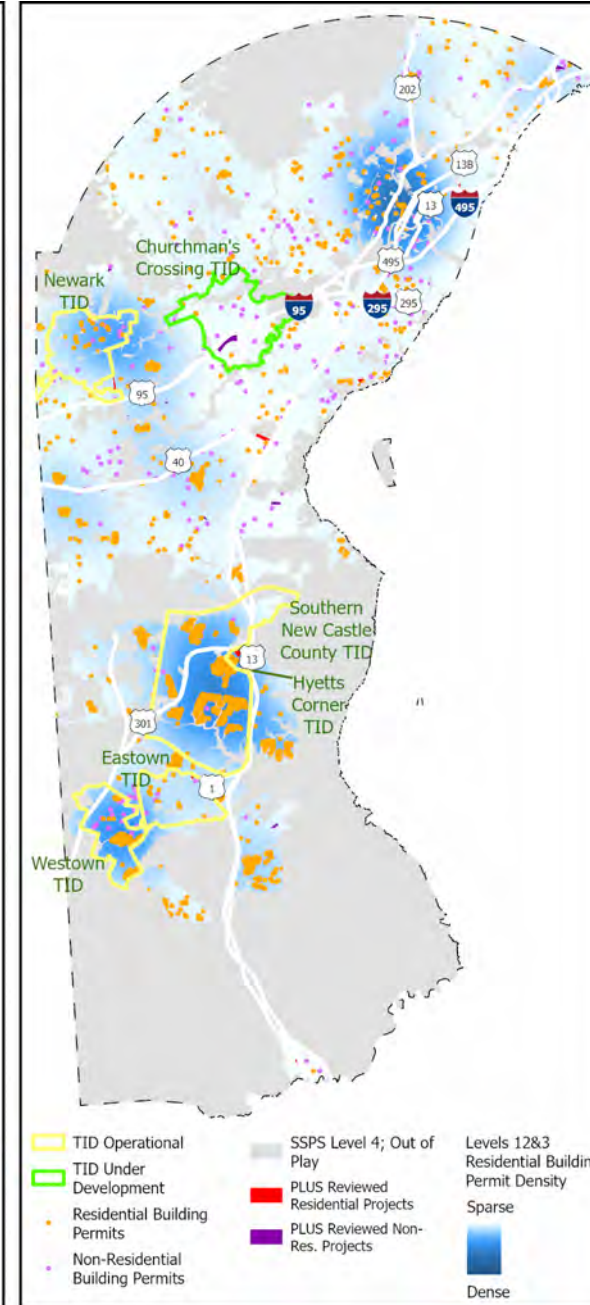 202
13B
13
495
Churchman's
Crossing TID
495
Newark
TID
95
295
295
95
40
Southern
New Castle
County TID
13
Hyetts
Corner
TID
301
Eastown
TID
1
Westown
TID
TID Operational
TID Under
Development
Residential Building
Permits
Non-Residential
Building Permits
SSPS Level 4; Out of
Play
PLUS Reviewed
Residential Projects
PLUS Reviewed Non-
Res. Projects
Levels 12&3
Residential Buildin
Permit Density
Sparse
Dense